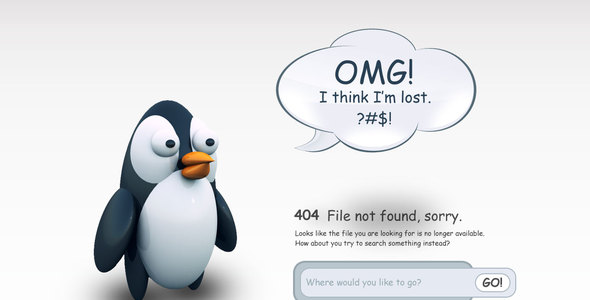 OMG!
I think I'm lost.
?#$!
404 File not found, sorry.
Looks like the file you are looking for is no longer available.
How about you try to search something instead?
Where would you like to go? GO!